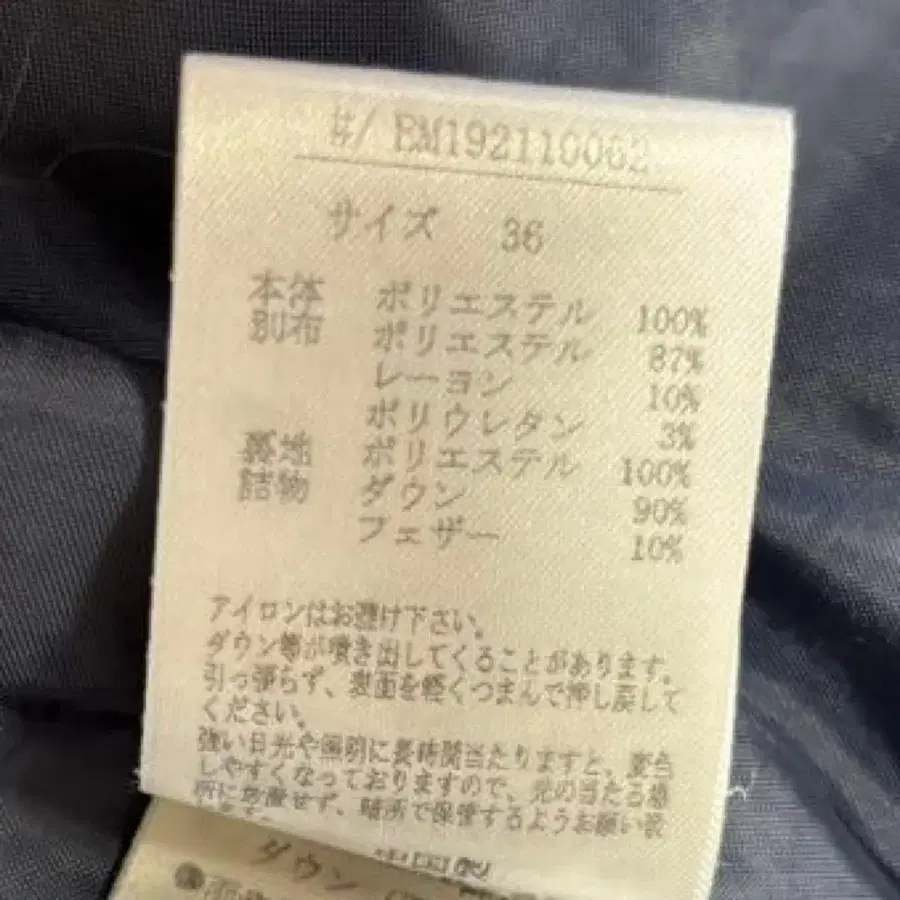 #/ EM192110062
サイズ 36
本体 ポリエステル 100%
別布 ポリエステル 87%
レーヨン 10%
ポリウレタン 3%
裏地 ポリエステル 100%
詰物 ダウン 90%
フェザー 10%
アイロンはお避け下さい。
ダウン等が噴き出してくることがあります。
引っ張らず、表面を軽くつまんで押し戻して
ください。
強い日光や照明に長時間当たりますと、変色
しやすくなっておりますので、光の当たる場
所に放置せず、暗所で保管するようお願い致
中国製
ダウン